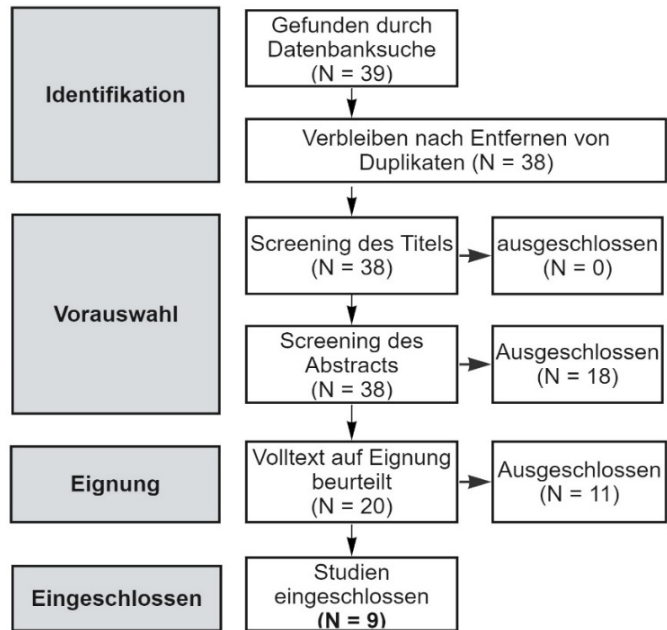 Identifikation
Gefunden durch
Datenbanksuche
(N = 39)
Verbleiben nach Entfernen von
Duplikaten (N = 38)
Vorauswahl
Screening des Titels
(N = 38)
ausgeschlossen
(N = 0)
Screening des
Abstracts
(N = 38)
Ausgeschlossen
(N = 18)
Eignung
Volltext auf Eignung
beurteilt
(N = 20)
Ausgeschlossen
(N = 11)
Eingeschlossen
Studien
eingeschlossen
(N = 9)